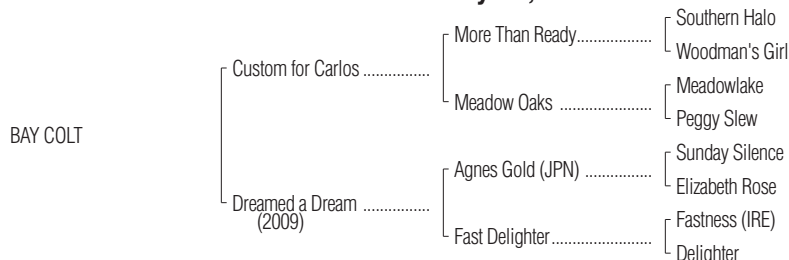 Southern Halo
More Than Ready..................
Woodman's Girl
Custom for Carlos ................
Meadowlake
Meadow Oaks ......................
Peggy Slew
BAY COLT
Sunday Silence
Agnes Gold (JPN) ................
Elizabeth Rose
Dreamed a Dream ................
(2009)
Fastness (IRE)
Fast Delighter........................
Delighter